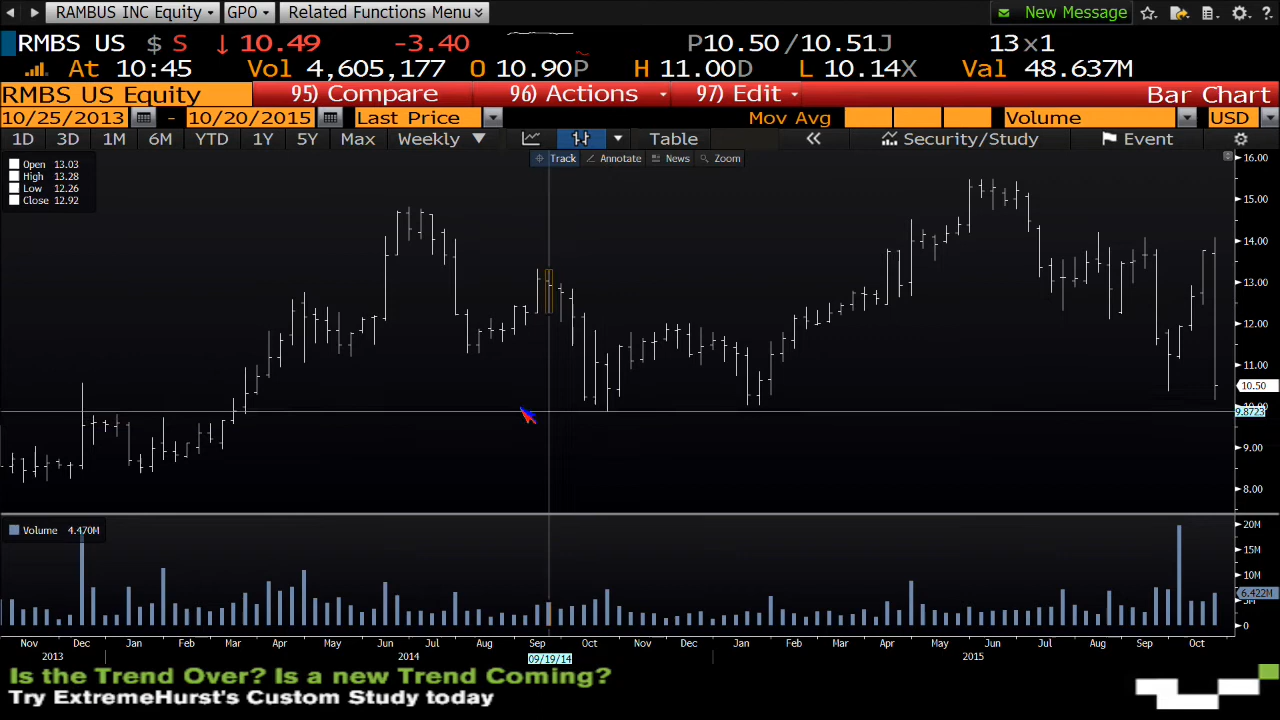 RAMBUS INC Equity GPO Related Functions Menu New Message
RMBS US $ S ↓ 10.49 -3.40 P10.50 /10.51J 13x1
At 10:45 Vol 4,605,177 O 10.90P H 11.00D L 10.14X Val 48.637M
RMBS US Equity 95) Compare 96) Actions 97) Edit Bar Chart
10/25/2013 - 10/20/2015 Last Price Mov Avg Volume USD
1D 3D 1M 6M YTD 1Y 5Y Max Weekly Table « Security/Study Event
Track Annotate News Zoom
Open 13.03
High 13.28
Low 12.26
Close 12.92
16.00
15.00
14.00
13.00
12.00
11.00
10.50
10.00
9.8723
9.00
8.00
Volume 4.470M
20M
15M
10M
6.422M
5M
0
Nov Dec Jan Feb Mar Apr May Jun Jul Aug Sep Oct Nov Dec Jan Feb Mar Apr May Jun Jul Aug Sep Oct
2013 2014 09/19/14 2015
Is the Trend Over? Is a new Trend Coming?
Try ExtremeHurst's Custom Study today